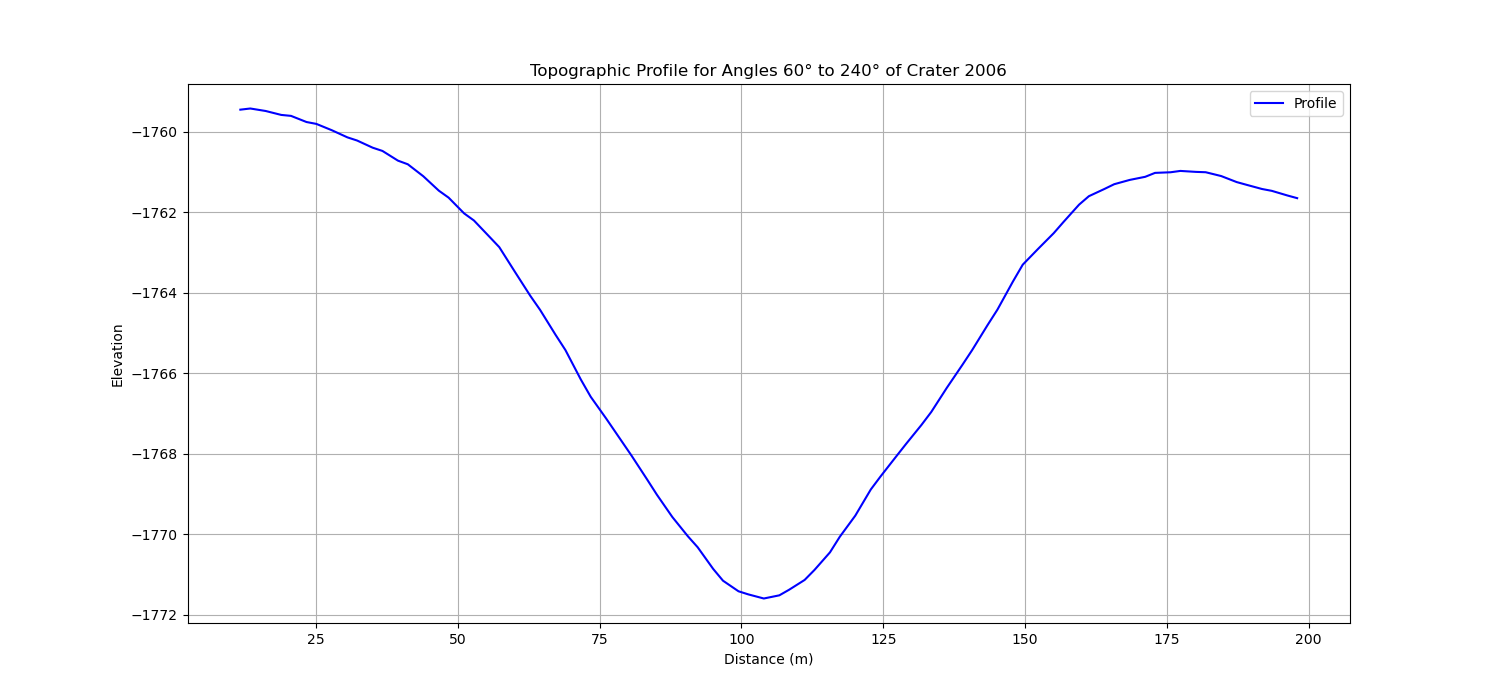 Topographic Profile for Angles 60° to 240° of Crater 2006
Profile
Elevation
−1760
−1762
−1764
−1766
−1768
−1770
−1772
25 50 75 100 125 150 175 200
Distance (m)